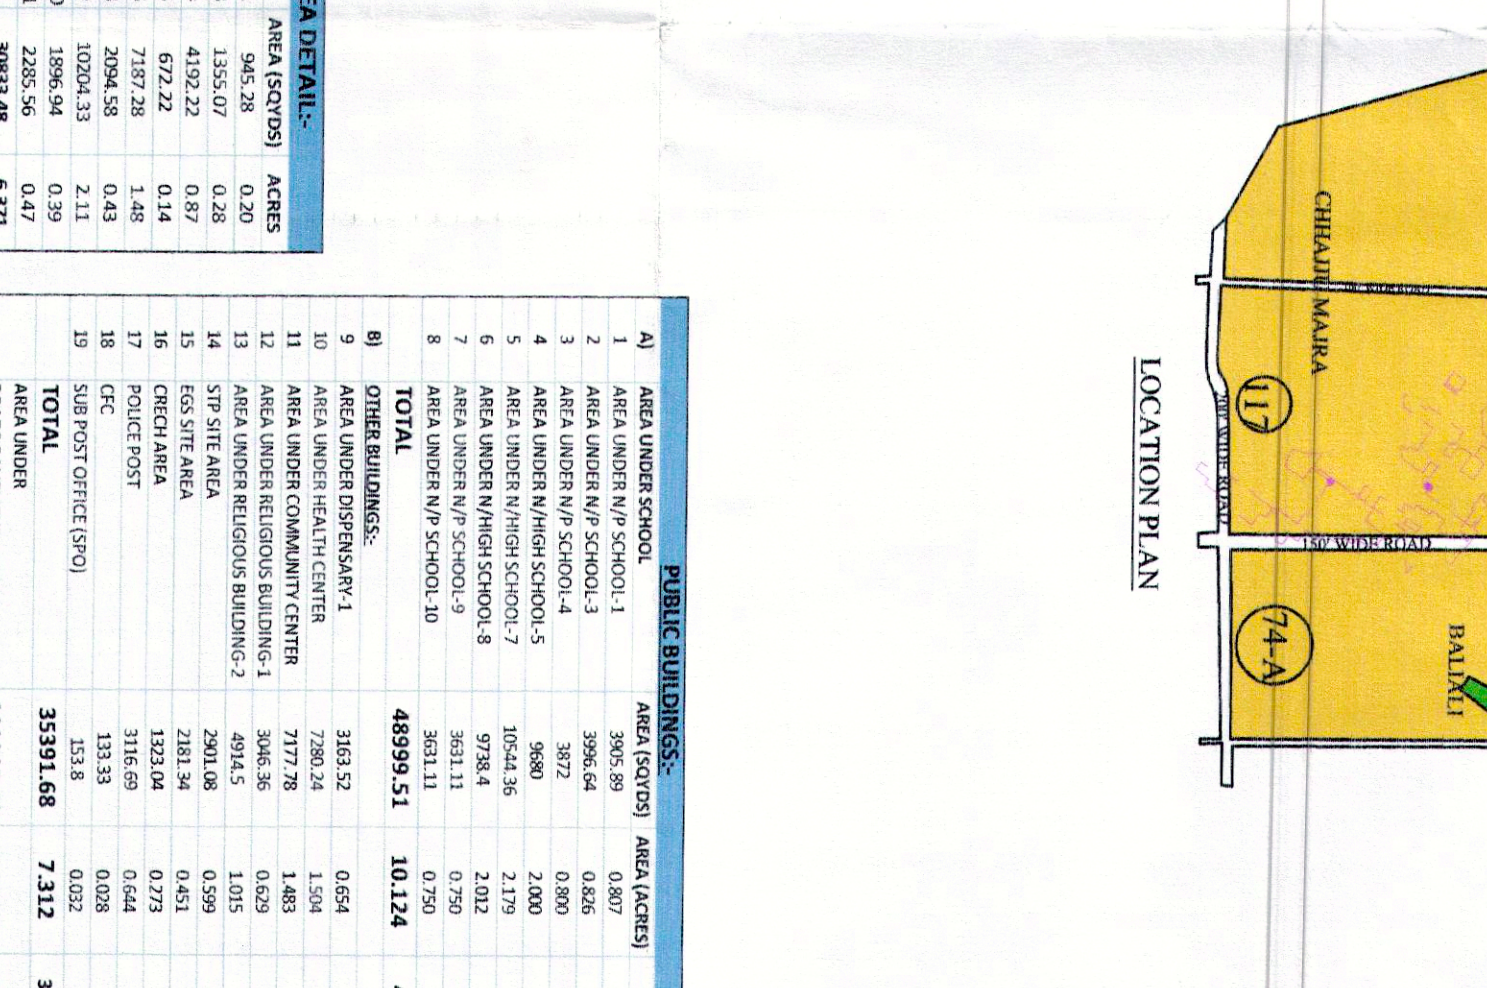 EA DETAIL:-
AREA (SQYDS) ACRES
945.28 0.20
1355.07 0.28
4192.22 0.87
672.22 0.14
7187.28 1.48
2094.58 0.43
10204.33 2.11
1896.94 0.39
2285.56 0.47
30833.48 6.371
PUBLIC BUILDINGS:-
A) AREA UNDER SCHOOL AREA (SQYDS) AREA (ACRES)
1 AREA UNDER N/P SCHOOL-1 3905.89 0.807
2 AREA UNDER N/P SCHOOL-3 3996.64 0.826
3 AREA UNDER N/P SCHOOL-4 3872 0.800
4 AREA UNDER N/HIGH SCHOOL-5 9680 2.000
5 AREA UNDER N/HIGH SCHOOL-7 10544.36 2.179
6 AREA UNDER N/HIGH SCHOOL-8 9738.4 2.012
7 AREA UNDER N/P SCHOOL-9 3631.11 0.750
8 AREA UNDER N/P SCHOOL-10 3631.11 0.750
TOTAL 48999.51 10.124
B) OTHER BUILDINGS:-
9 AREA UNDER DISPENSARY-1 3163.52 0.654
10 AREA UNDER HEALTH CENTER 7280.24 1.504
11 AREA UNDER COMMUNITY CENTER 7177.78 1.483
12 AREA UNDER RELIGIOUS BUILDING-1 3046.36 0.629
13 AREA UNDER RELIGIOUS BUILDING-2 4914.5 1.015
14 STP SITE AREA 2901.08 0.599
15 EGS SITE AREA 2181.34 0.451
16 CRECH AREA 1323.04 0.273
17 POLICE POST 3116.69 0.644
18 CFC 133.33 0.028
19 SUB POST OFFICE (SPO) 153.8 0.032
TOTAL 35391.68 7.312
AREA UNDER
CHHAJJU MAJRA
117
200' WIDE ROAD
150' WIDE ROAD
74-A
BALIALI
LOCATION PLAN